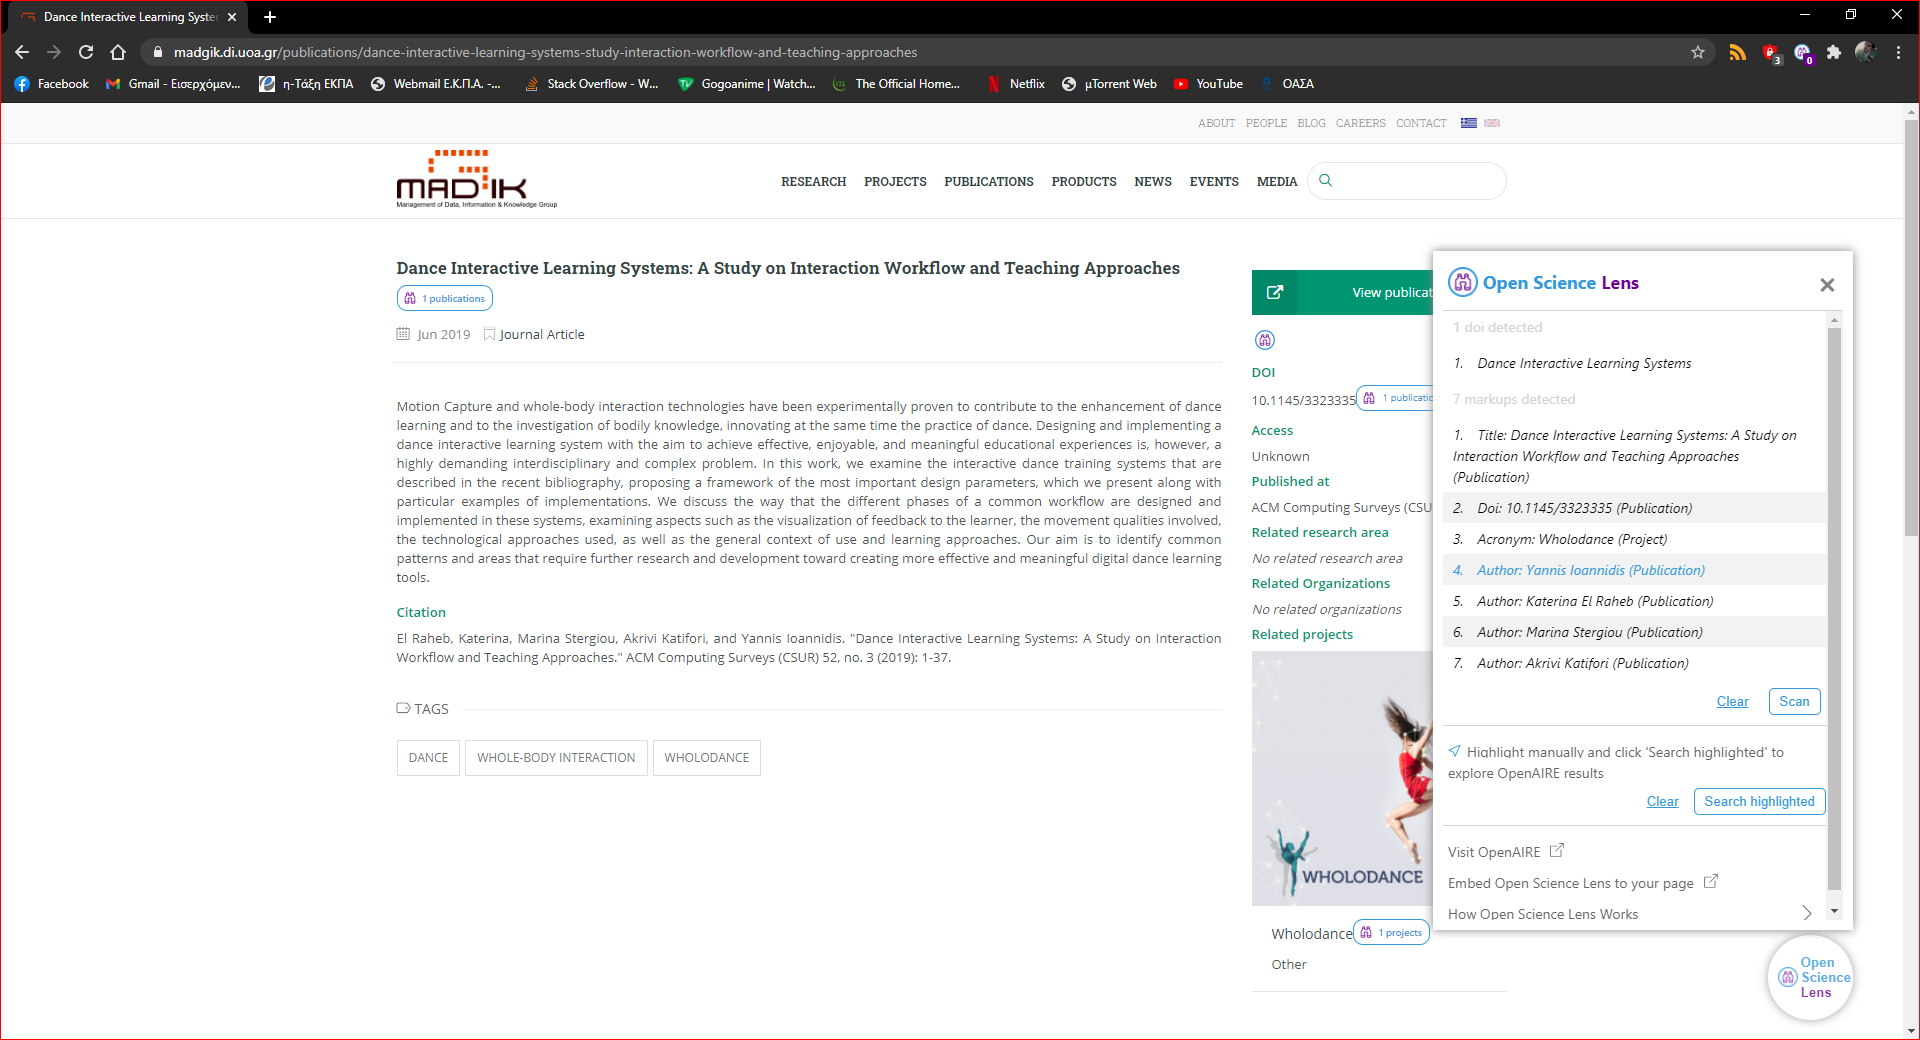 Dance Interactive Learning Syster
madgik.di.uoa.gr/publications/dance-interactive-learning-systems-study-interaction-workflow-and-teaching-approaches
3
0
Facebook
Gmail - Εισερχόμεν...
η-Τάξη ΕΚΠΑ
Webmail Ε.Κ.Π.Α. -...
Stack Overflow - W...
Gogoanime | Watch...
The Official Home...
Netflix
µTorrent Web
YouTube
ΟΑΣΑ
ABOUT PEOPLE BLOG CAREERS CONTACT
MADGIK
Management of Data, Information & Knowledge Group
RESEARCH PROJECTS PUBLICATIONS PRODUCTS NEWS EVENTS MEDIA
Dance Interactive Learning Systems: A Study on Interaction Workflow and Teaching Approaches
1 publications
Jun 2019 Journal Article
Motion Capture and whole-body interaction technologies have been experimentally proven to contribute to the enhancement of dance
learning and to the investigation of bodily knowledge, innovating at the same time the practice of dance. Designing and implementing a
dance interactive learning system with the aim to achieve effective, enjoyable, and meaningful educational experiences is, however, a
highly demanding interdisciplinary and complex problem. In this work, we examine the interactive dance training systems that are
described in the recent bibliography, proposing a framework of the most important design parameters, which we present along with
particular examples of implementations. We discuss the way that the different phases of a common workflow are designed and
implemented in these systems, examining aspects such as the visualization of feedback to the learner, the movement qualities involved,
the technological approaches used, as well as the general context of use and learning approaches. Our aim is to identify common
patterns and areas that require further research and development toward creating more effective and meaningful digital dance learning
tools.
Citation
El Raheb, Katerina, Marina Stergiou, Akrivi Katifori, and Yannis Ioannidis. "Dance Interactive Learning Systems: A Study on Interaction
Workflow and Teaching Approaches." ACM Computing Surveys (CSUR) 52, no. 3 (2019): 1-37.
TAGS
DANCE
WHOLE-BODY INTERACTION
WHOLODANCE
View publicat
DOI
10.1145/3323335
1 publicatio
Access
Unknown
Published at
ACM Computing Surveys (CSU
Related research area
No related research area
Related Organizations
No related organizations
Related projects
WHOLODANCE
Wholodance
1 projects
Other
Open Science Lens
1 doi detected
1. Dance Interactive Learning Systems
7 markups detected
1. Title: Dance Interactive Learning Systems: A Study on
Interaction Workflow and Teaching Approaches
(Publication)
2. Doi: 10.1145/3323335 (Publication)
3. Acronym: Wholodance (Project)
4. Author: Yannis Ioannidis (Publication)
5. Author: Katerina El Raheb (Publication)
6. Author: Marina Stergiou (Publication)
7. Author: Akrivi Katifori (Publication)
Clear
Scan
Highlight manually and click 'Search highlighted' to
explore OpenAIRE results
Clear
Search highlighted
Visit OpenAIRE
Embed Open Science Lens to your page
How Open Science Lens Works
Open
Science
Lens